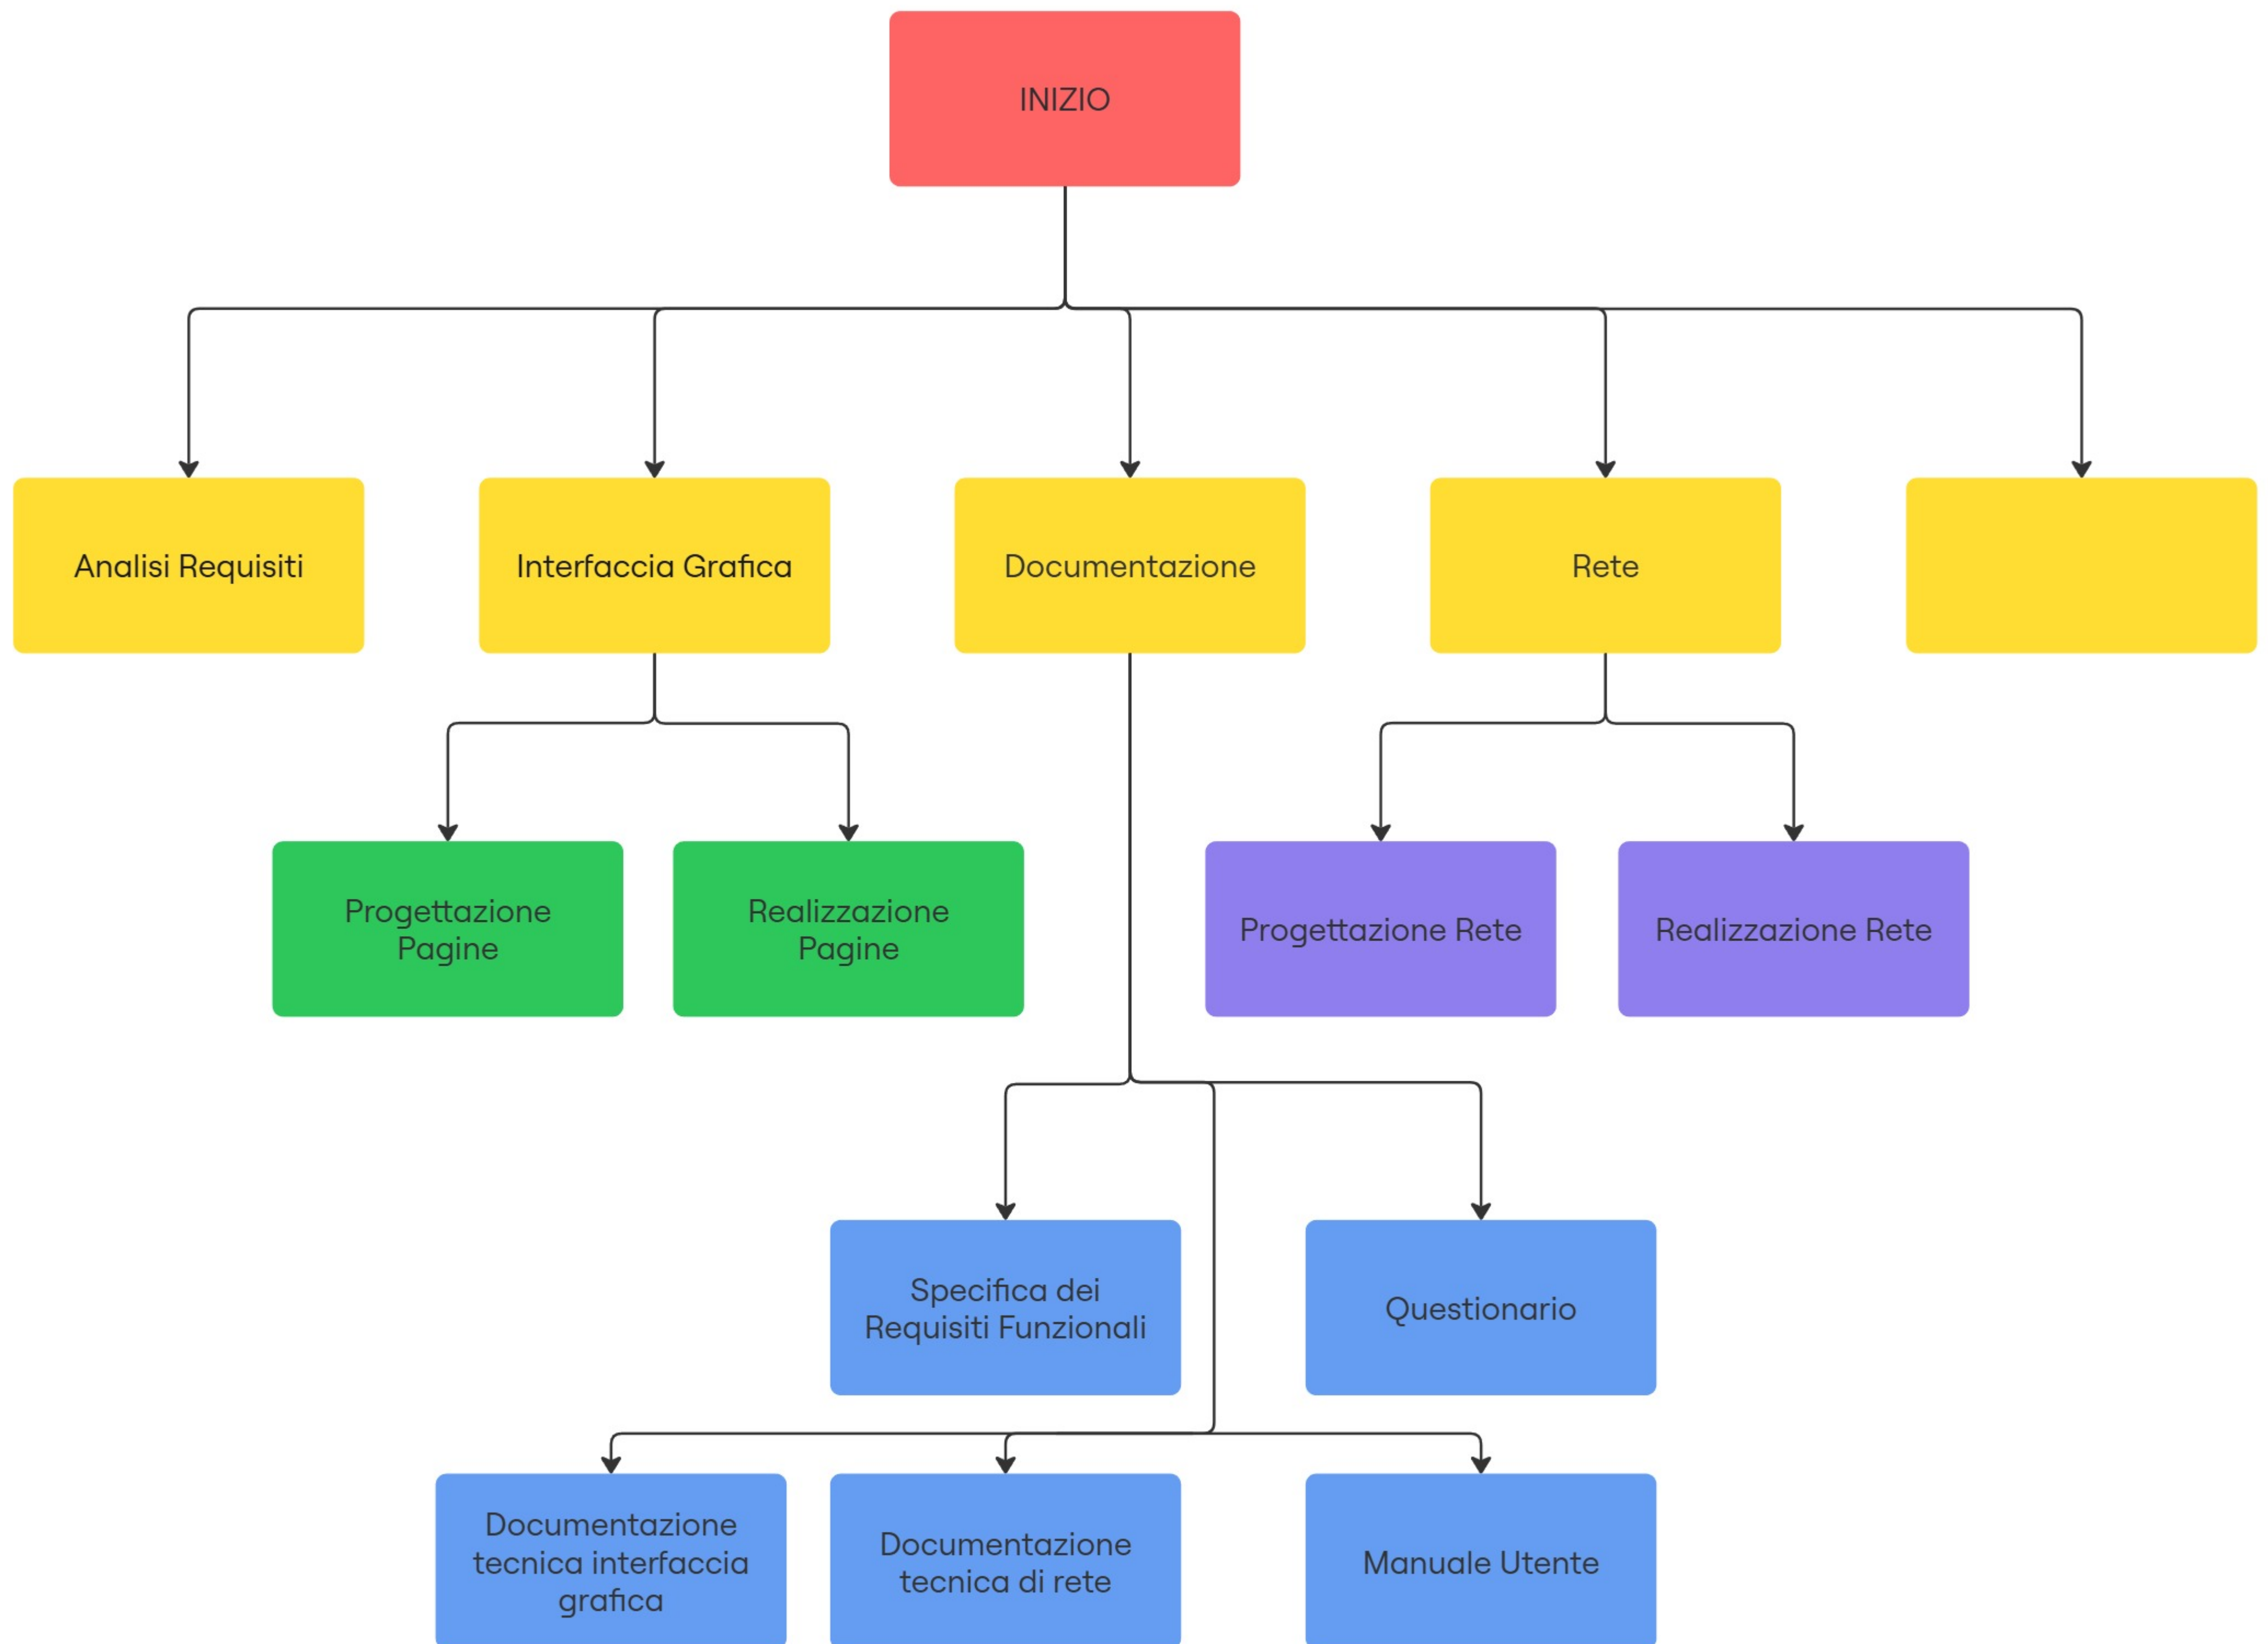 INIZIO
Analisi Requisiti
Interfaccia Grafica
Documentazione
Rete
Progettazione
Pagine
Realizzazione
Pagine
Progettazione Rete
Realizzazione Rete
Specifica dei
Requisiti Funzionali
Questionario
Documentazione
tecnica interfaccia
grafica
Documentazione
tecnica di rete
Manuale Utente